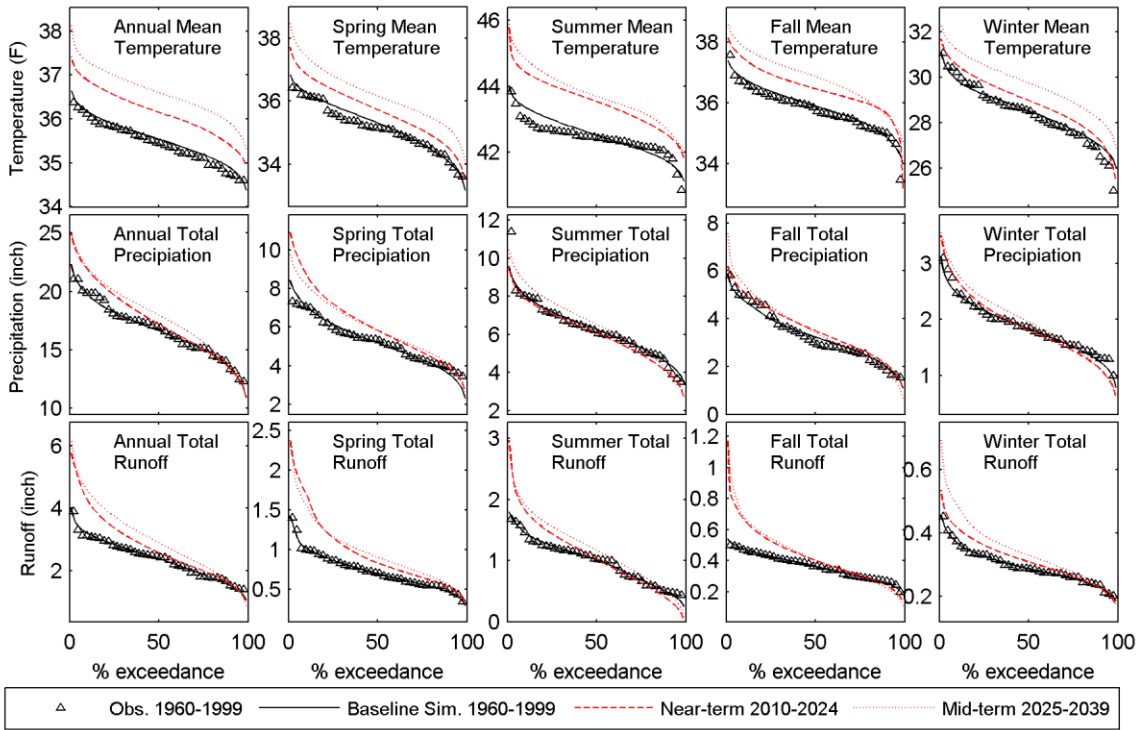 Annual Mean
Temperature
Spring Mean
Temperature
Summer Mean
Temperature
Fall Mean
Temperature
Winter Mean
Temperature
Temperature (F)
38
37
36
35
34
38
36
34
46
44
42
38
36
34
32
30
28
26
Annual Total
Precipiation
Spring Total
Precipiation
Summer Total
Precipiation
Fall Total
Precipiation
Winter Total
Precipiation
Precipitation (inch)
25
20
15
10
10
8
6
4
12
10
8
6
4
2
8
6
4
2
0
3
2
1
Annual Total
Runoff
Spring Total
Runoff
Summer Total
Runoff
Fall Total
Runoff
Winter Total
Runoff
Runoff (inch)
6
4
2
2.5
2
1.5
1
0.5
3
2
1
0
1.2
1
0.8
0.6
0.4
0.2
0.6
0.4
0.2
0 50 100
0 50 100
0 50 100
0 50 100
0 50 100
% exceedance
% exceedance
% exceedance
% exceedance
% exceedance
Obs. 1960-1999 Baseline Sim. 1960-1999 Near-term 2010-2024 Mid-term 2025-2039